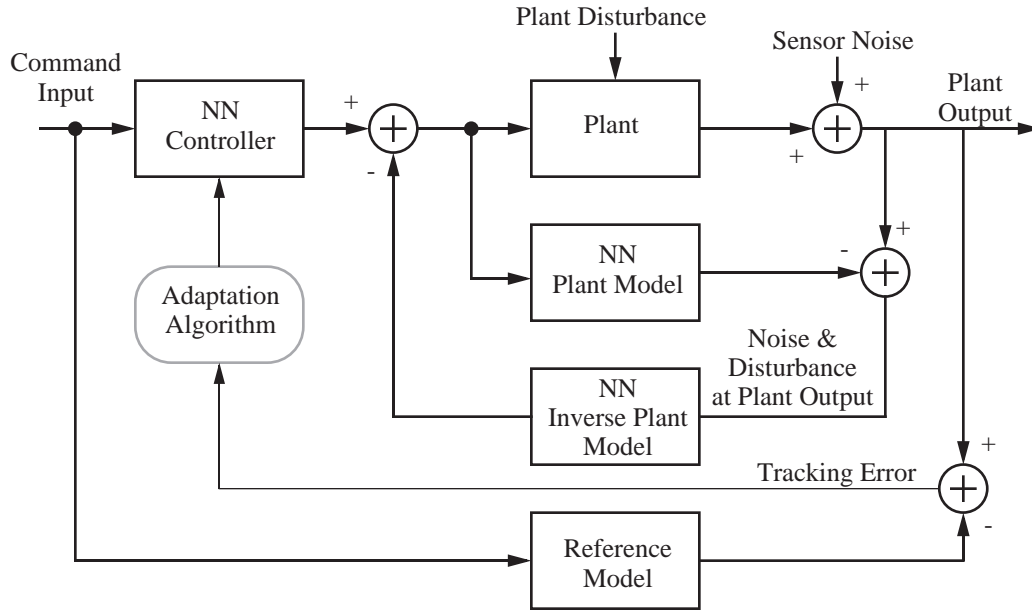 Plant Disturbance
Sensor Noise
Command
Input
NN
Controller
+
-
+
Plant
+
+
+
Plant
Output
NN
Plant Model
-
+
+
Adaptation
Algorithm
Noise &
Disturbance
at Plant Output
NN
Inverse Plant
Model
Tracking Error
+
+
-
Reference
Model